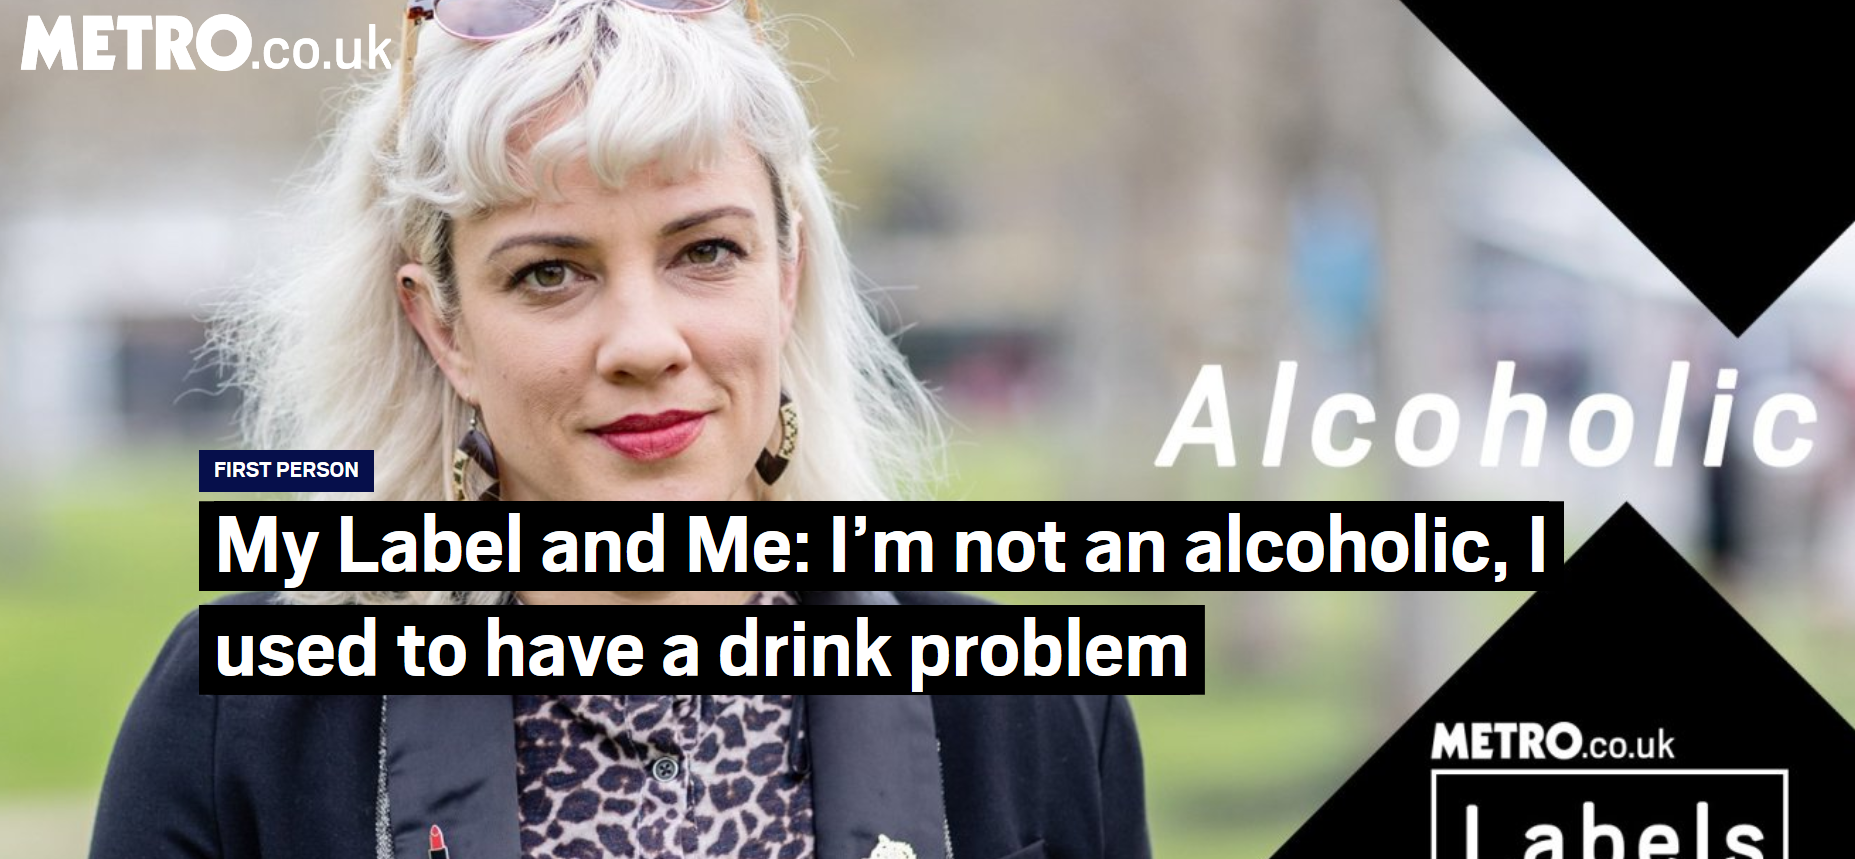 METRO.co.uk
Alcoholic
FIRST PERSON
My Label and Me: I’m not an alcoholic, I
used to have a drink problem
METRO.co.uk
Labels